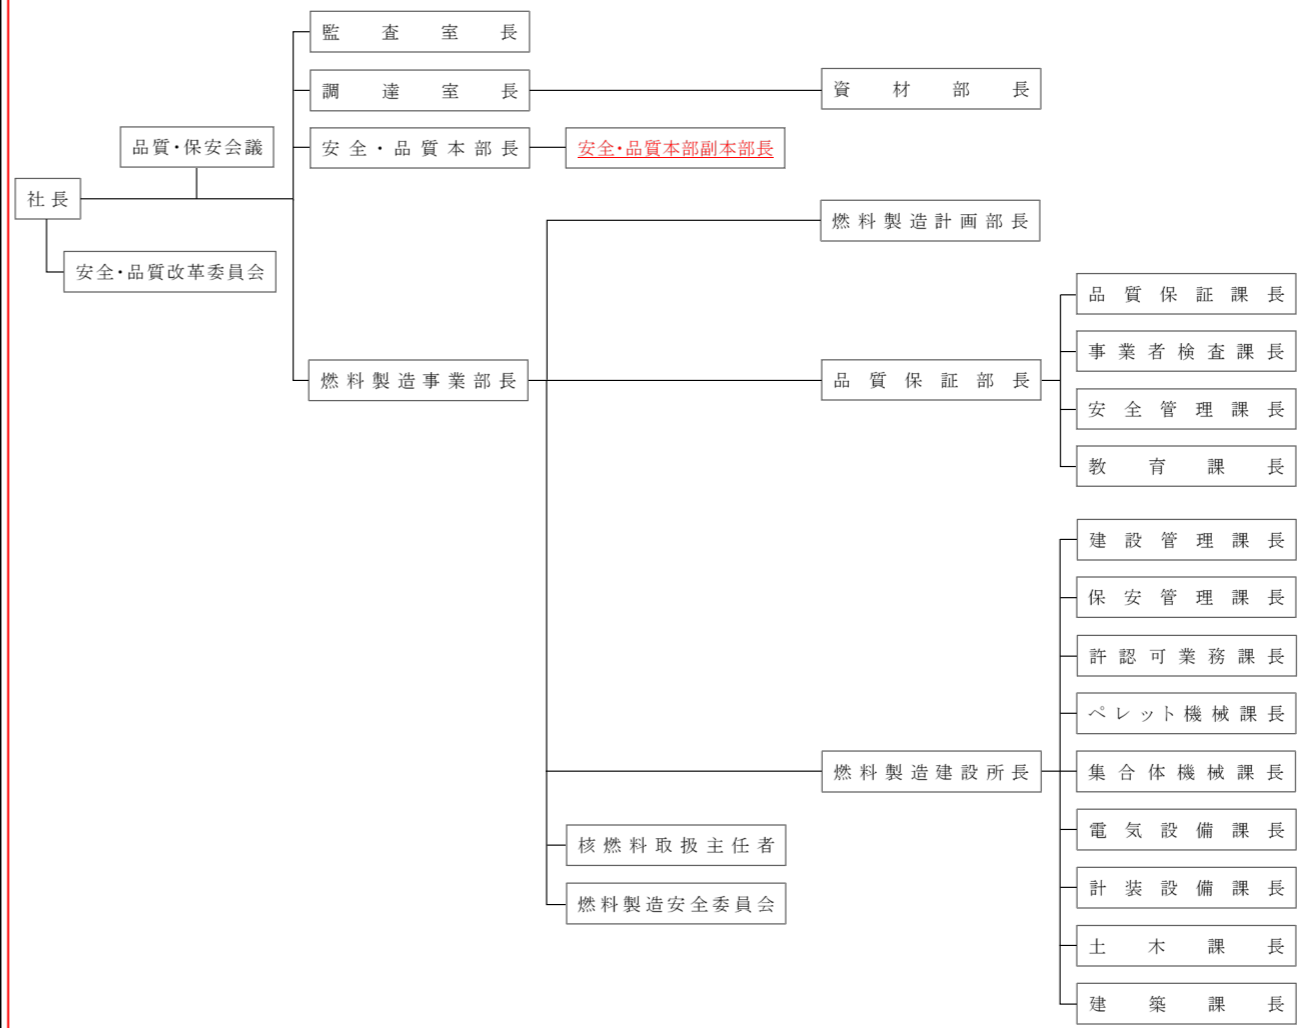 監査室長
調達室長
資材部長
品質・保安会議
安全・品質本部長
安全・品質本部副本部長
社長
燃料製造計画部長
安全・品質改革委員会
品質保証課長
事業者検査課長
燃料製造事業部長
品質保証部長
安全管理課長
教育課長
建設管理課長
保安管理課長
許認可業務課長
ペレット機械課長
燃料製造建設所長
集合体機械課長
電気設備課長
核燃料取扱主任者
計装設備課長
燃料製造安全委員会
土木課長
建築課長